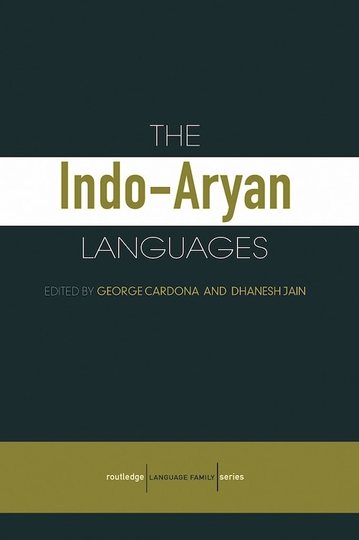 THE
Indo-Aryan
LANGUAGES
EDITED BY GEORGE CARDONA AND DHANESH JAIN
routledge LANGUAGE FAMILY series